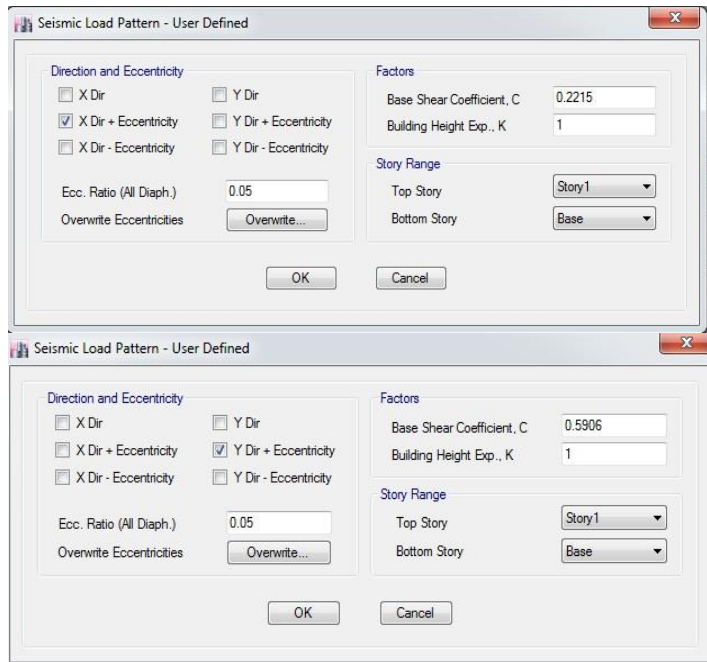 Seismic Load Pattern - User Defined
Direction and Eccentricity
X Dir
Y Dir
X Dir + Eccentricity
Y Dir + Eccentricity
X Dir - Eccentricity
Y Dir - Eccentricity
Ecc. Ratio (All Diaph.)
0.05
Overwrite Eccentricities
Overwrite...
Factors
Base Shear Coefficient, C
0.2215
Building Height Exp., K
1
Story Range
Top Story
Story1
Bottom Story
Base
OK
Cancel
Seismic Load Pattern - User Defined
Direction and Eccentricity
X Dir
Y Dir
X Dir + Eccentricity
Y Dir + Eccentricity
X Dir - Eccentricity
Y Dir - Eccentricity
Ecc. Ratio (All Diaph.)
0.05
Overwrite Eccentricities
Overwrite...
Factors
Base Shear Coefficient, C
0.5906
Building Height Exp., K
1
Story Range
Top Story
Story1
Bottom Story
Base
OK
Cancel